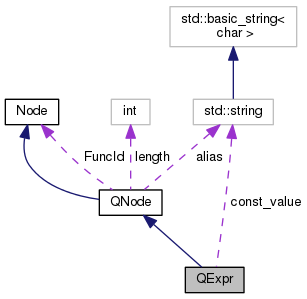 std::basic_string<
char >
Node
int
std::string
FuncId
length
alias
QNode
const_value
QExpr